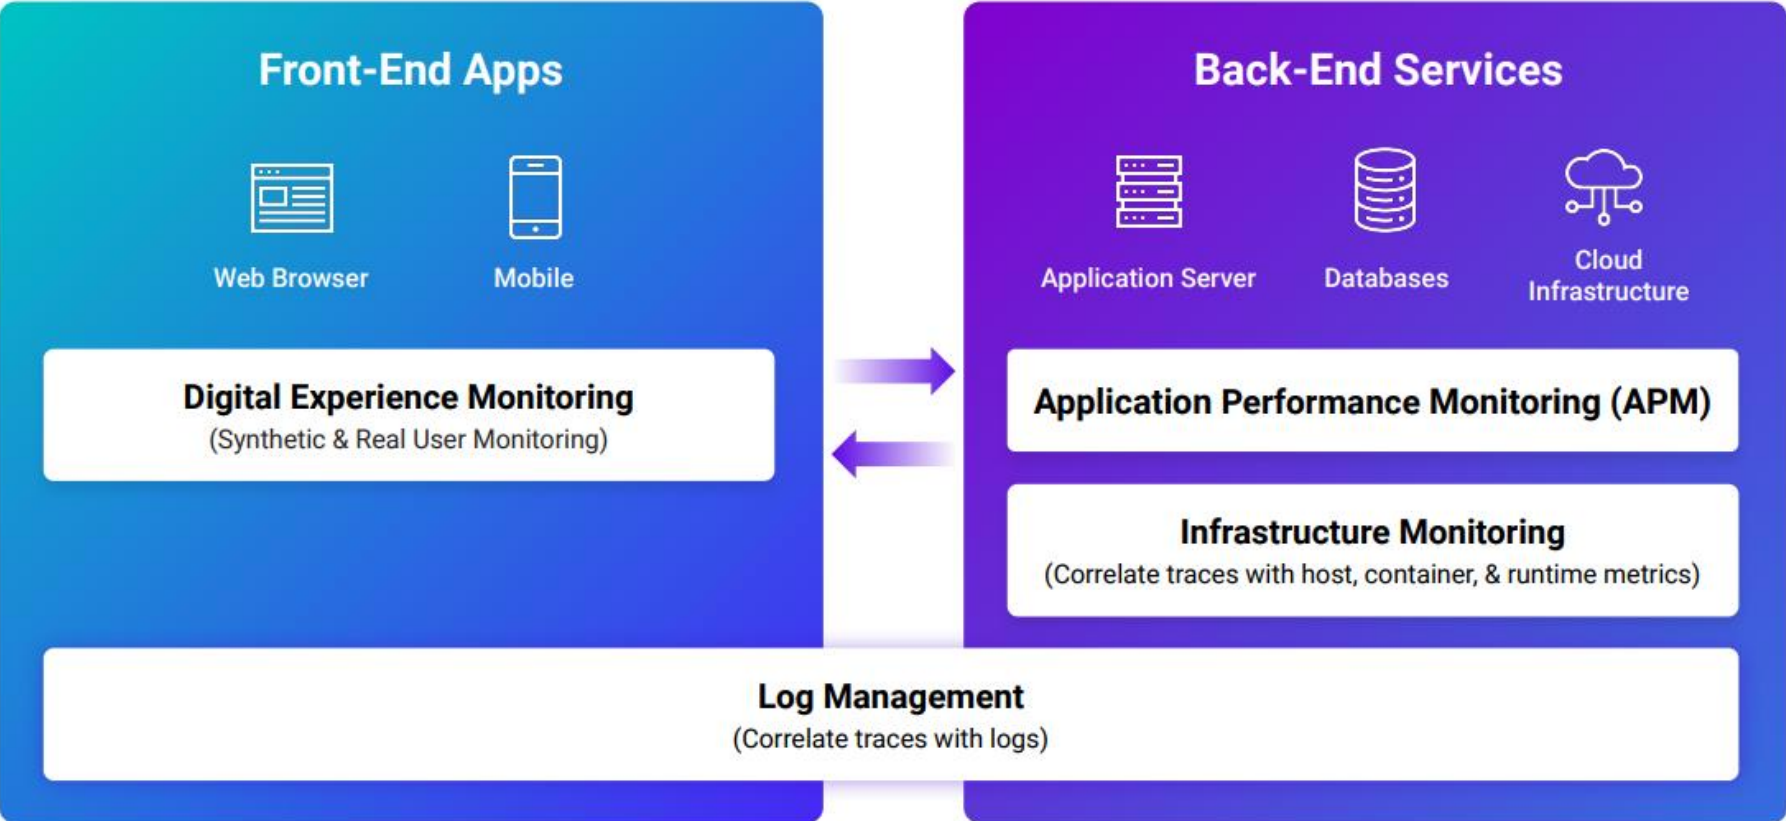 Front-End Apps
Web Browser
Mobile
Digital Experience Monitoring
(Synthetic & Real User Monitoring)
Back-End Services
Application Server
Databases
Cloud
Infrastructure
Application Performance Monitoring (APM)
Infrastructure Monitoring
(Correlate traces with host, container, & runtime metrics)
Log Management
(Correlate traces with logs)